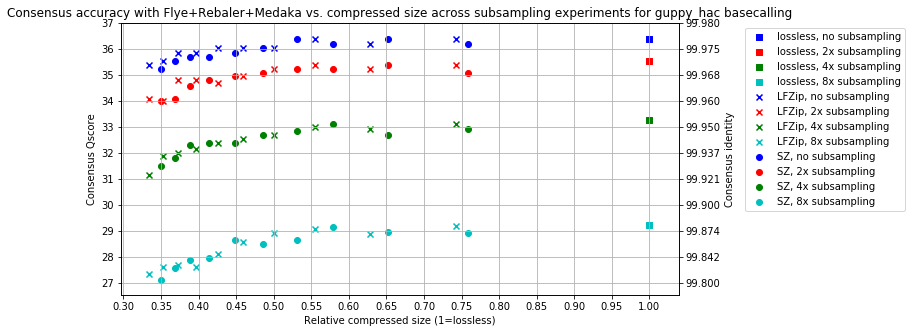 Consensus accuracy with Flye+Rebaler+Medaka vs. compressed size across subsampling experiments for guppy_hac basecalling
37
36
35
34
33
32
31
30
29
28
27
Consensus Qscore
0.30 0.35 0.40 0.45 0.50 0.55 0.60 0.65 0.70 0.75 0.80 0.85 0.90 0.95 1.00
Relative compressed size (1=lossless)
99.980
99.975
99.968
99.960
99.950
99.937
99.921
99.900
99.874
99.842
99.800
Consensus identity
lossless, no subsampling
lossless, 2x subsampling
lossless, 4x subsampling
lossless, 8x subsampling
LFZip, no subsampling
LFZip, 2x subsampling
LFZip, 4x subsampling
LFZip, 8x subsampling
SZ, no subsampling
SZ, 2x subsampling
SZ, 4x subsampling
SZ, 8x subsampling